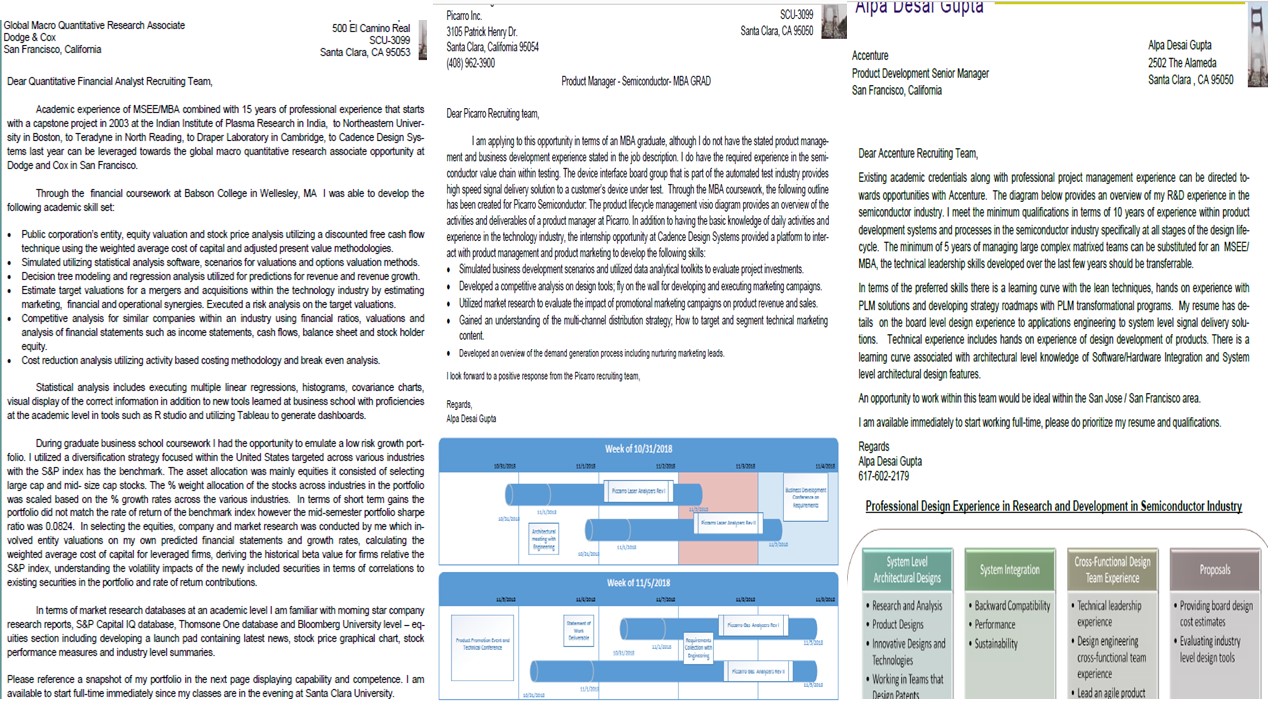 Global Macro Quantitative Research Associate
Dodge & Cox
San Francisco, California
500 El Camino Real
SCU-3099
Santa Clara, CA 95053
Dear Quantitative Financial Analyst Recruiting Team,
Academic experience of MSEE/MBA combined with 15 years of professional experience that starts
with a capstone project in 2003 at the Indian Institute of Plasma Research in India, to Northeastern Univer-
sity in Boston, to Teradyne in North Reading, to Draper Laboratory in Cambridge, to Cadence Design Sys-
tems last year can be leveraged towards the global macro quantitative research associate opportunity at
Dodge and Cox in San Francisco.
Through the financial coursework at Babson College in Wellesley, MA I was able to develop the
following academic skill set:
• Public corporation's entity, equity valuation and stock price analysis utilizing a discounted free cash flow
technique using the weighted average cost of capital and adjusted present value methodologies.
• Simulated utilizing statistical analysis software, scenarios for valuations and options valuation methods.
• Decision tree modeling and regression analysis utilized for predictions for revenue and revenue growth.
• Estimate target valuations for a mergers and acquisitions within the technology industry by estimating
marketing, financial and operational synergies. Executed a risk analysis on the target valuations.
• Competitive analysis for similar companies within an industry using financial ratios, valuations and
analysis of financial statements such as income statements, cash flows, balance sheet and stock holder
equity.
• Cost reduction analysis utilizing activity based costing methodology and break even analysis.
Statistical analysis includes executing multiple linear regressions, histograms, covariance charts,
visual display of the correct information in addition to new tools learned at business school with proficiencies
at the academic level in tools such as R studio and utilizing Tableau to generate dashboards.
During graduate business school coursework I had the opportunity to emulate a low risk growth port-
folio. I utilized a diversification strategy focused within the United States targeted across various industries
with the S&P index has the benchmark. The asset allocation was mainly equities it consisted of selecting
large cap and mid- size cap stocks. The % weight allocation of the stocks across industries in the portfolio
was scaled based on the % growth rates across the various industries. In terms of short term gains the
portfolio did not match the rate of return of the benchmark index however the mid-semester portfolio sharpe
ratio was 0.0824. In selecting the equities, company and market research was conducted by me which in-
volved entity valuations on my own predicted financial statements and growth rates, calculating the
weighted average cost of capital for leveraged firms, deriving the historical beta value for firms relative the
S&P index, understanding the volatility impacts of the newly included securities in terms of correlations to
existing securities in the portfolio and rate of return contributions.
In terms of market research databases at an academic level I am familiar with morning star company
research reports, S&P Capital IQ database, Thomsone One database and Bloomberg University level – eq-
uities section including developing a launch pad containing latest news, stock price graphical chart, stock
performance measures and industry level summaries.
Please reference the snapshot of my portfolio in the next page displaying capability and competence. I am
available to start full-time immediately since my classes are in the evening at Santa Clara University.
Picarro Inc.
3105 Patrick Henry Dr.
Santa Clara, California 95054
(408) 962-3900
SCU-3099
Santa Clara, CA 95050
Product Manager - Semiconductor- MBA GRAD
Dear Picarro Recruiting team,
I am applying to this opportunity in terms of an MBA graduate, although I do not have the stated product manage-
ment and business development experience stated in the job description. I do have the required experience in the semi-
conductor value chain within testing. The device interface board group that is part of the automated test industry provides
high speed signal delivery solution to a customer's device under test. Through the MBA coursework, the following outline
has been created for Picarro Semiconductor: The product lifecycle management visio diagram provides an overview of the
activities and deliverables of a product manager at Picarro. In addition to having the basic knowledge of daily activities and
experience in the technology industry, the internship opportunity at Cadence Design Systems provided a platform to inter-
act with product management and product marketing to develop the following skills:
• Simulated business development scenarios and utilized data analytical toolkits to evaluate project investments.
• Developed a competitive analysis on design tools; fly on the wall for developing and executing marketing campaigns.
• Utilized market research to evaluate the impact of promotional marketing campaigns on product revenue and sales.
• Gained an understanding of the multi-channel distribution strategy; How to target and segment technical marketing
content.
• Developed an overview of the demand generation process including nurturing marketing leads.
I look forward to a positive response from the Picarro recruiting team,
Regards,
Alpa Desai Gupta
Week of 10/31/2018
10/31/2018
11/1/2018
11/2/2018
11/3/2018
11/4/2018
Piccarro Laser Analyzers Rev I
Business Development
Conference on
Requirements
10/31/2018
11/1/2018
Piccarro Laser Analyzers Rev II
Architectural
meeting with
Engineering
10/31/2018
11/1/2018
Week of 11/5/2018
Product Promotion Event and
Technical Conference
Statement of
Work
Deliverable
Piccarro Gas Analyzers Rev I
10/31/2018
11/1/2018
Requirements
Collection with
Engineering
Piccarro Gas Analyzers Rev II
10/31/2018
11/1/2018
Alpa Desai Gupta
Accenture
Product Development Senior Manager
San Francisco, California
Alpa Desai Gupta
2502 The Alameda
Santa Clara , CA 95050
Dear Accenture Recruiting Team,
Existing academic credentials along with professional project management experience can be directed to-
wards opportunities with Accenture. The diagram below provides an overview of my R&D experience in the
semiconductor industry. I meet the minimum qualifications in terms of 10 years of experience within product
development systems and processes in the semiconductor industry specifically at all stages of the design life-
cycle. The minimum of 5 years of managing large complex matrixed teams can be substituted for an MSEE/
MBA, the technical leadership skills developed over the last few years should be transferrable.
In terms of the preferred skills there is a learning curve with the lean techniques, hands on experience with
PLM solutions and developing strategy roadmaps with PLM transformational programs. My resume has de-
tails on the board level design experience to applications engineering to system level signal delivery solu-
tions. Technical experience includes hands on experience of design development of products. There is a
learning curve associated with architectural level knowledge of Software/Hardware Integration and System
level architectural design features.
An opportunity to work within this team would be ideal within the San Jose / San Francisco area.
I am available immediately to start working full-time, please do prioritize my resume and qualifications.
Regards
Alpa Desai Gupta
617-602-2179
Professional Design Experience in Research and Development in Semiconductor Industry
System Level
Architectural Designs
• Research and Analysis
• Product Designs
• Innovative Designs and
Technologies
• Working in Teams that
Design Patents
System Integration
• Backward Compatibility
• Performance
• Sustainability
Cross-Functional Design
Team Experience
• Technical leadership
experience
• Design engineering
cross-functional team
experience
• Lead an agile product
Proposals
• Providing board design
cost estimates
• Evaluating industry
level design tools